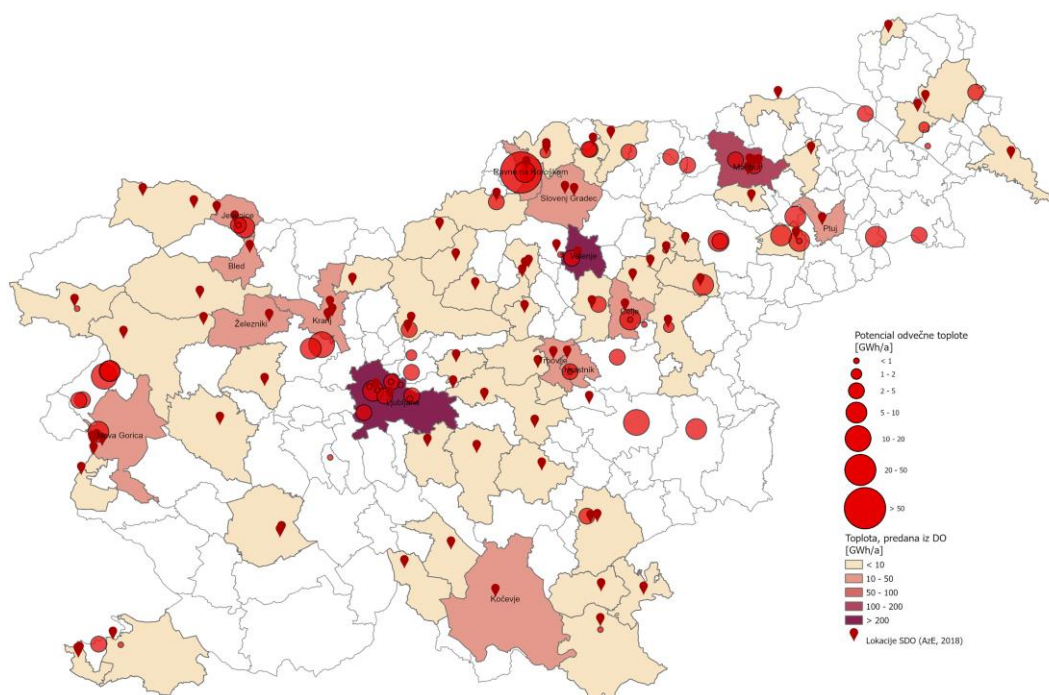 Ravne na Koroškem
Maribor
Slovenj Gradec
Jesenice
Ptuj
Velenje
Bled
Železniki
Kranj
Celje
Trbovlje
Hrastnik
Ljubljana
Nova Gorica
Kočevje
Potencial odvečne toplote
[GWh/a]
< 1
1 - 2
2 - 5
5 - 10
10 - 20
20 - 50
> 50
Toplota, predana iz DO
[GWh/a]
< 10
10 - 50
50 - 100
100 - 200
> 200
Lokacije SDO (AzE, 2018)